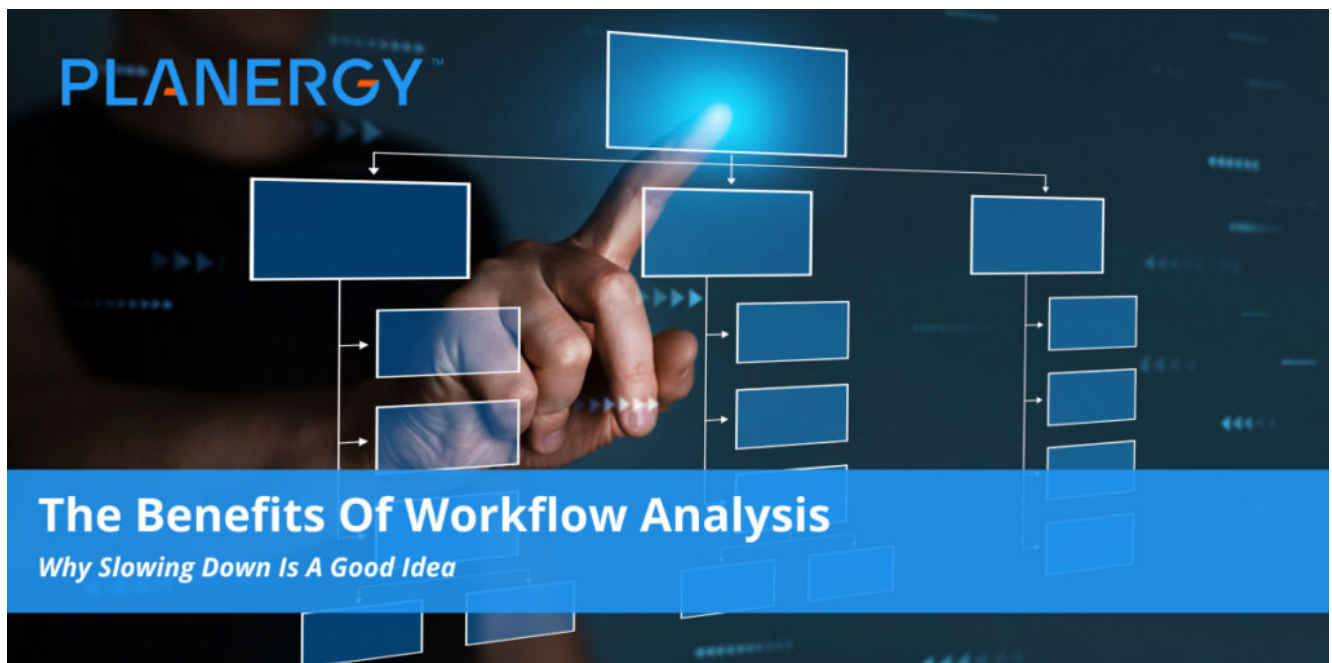 PLANERGY™
The Benefits Of Workflow Analysis
Why Slowing Down Is A Good Idea